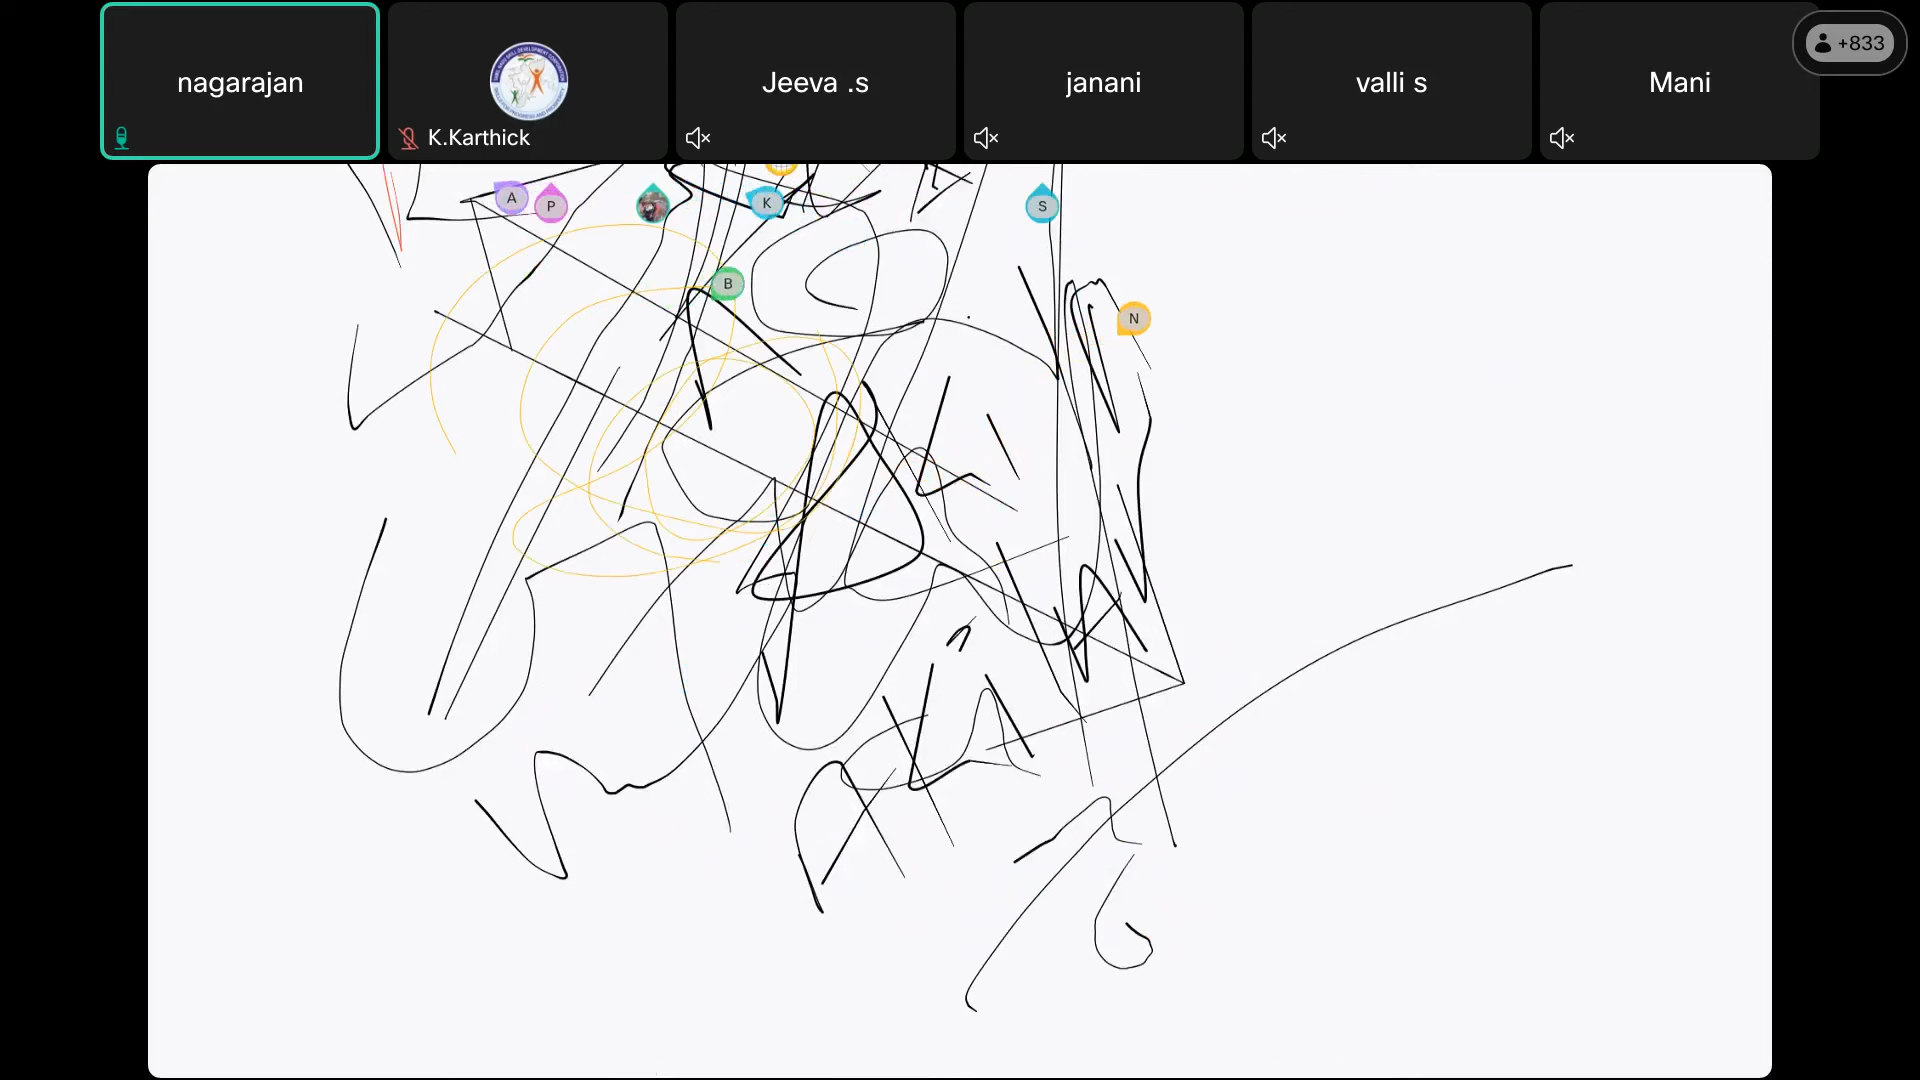 nagarajan
K.Karthick
Jeeva .s
janani
valli s
Mani
+833
A
P
K
S
B
N